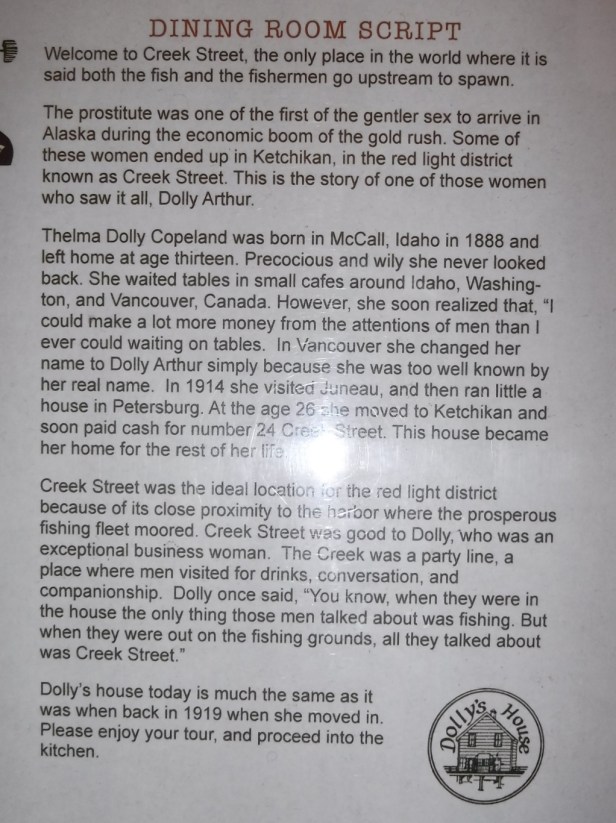 DINING ROOM SCRIPT
Welcome to Creek Street, the only place in the world where it is
said both the fish and the fishermen go upstream to spawn.
The prostitute was one of the first of the gentler sex to arrive in
Alaska during the economic boom of the gold rush. Some of
these women ended up in Ketchikan, in the red light district
known as Creek Street. This is the story of one of those women
who saw it all, Dolly Arthur.
Thelma Dolly Copeland was born in McCall, Idaho in 1888 and
left home at age thirteen. Precocious and wily she never looked
back. She waited tables in small cafes around Idaho, Washing-
ton, and Vancouver, Canada. However, she soon realized that, “I
could make a lot more money from the attentions of men than I
ever could waiting on tables. In Vancouver she changed her
name to Dolly Arthur simply because she was too well known by
her real name. In 1914 she visited Juneau, and then ran little a
house in Petersburg. At the age 26 she moved to Ketchikan and
soon paid cash for number 24 Creek Street. This house became
her home for the rest of her life
Creek Street was the ideal location for the red light district
because of its close proximity to the harbor where the prosperous
fishing fleet moored. Creek Street was good to Dolly, who was an
exceptional business woman. The Creek was a party line, a
place where men visited for drinks, conversation, and
companionship. Dolly once said, “You know, when they were in
the house the only thing those men talked about was fishing. But
when they were out on the fishing grounds, all they talked about
was Creek Street.”
Dolly's house today is much the same as it
was when back in 1919 when she moved in.
Please enjoy your tour, and proceed into the
kitchen.
Dolly's House